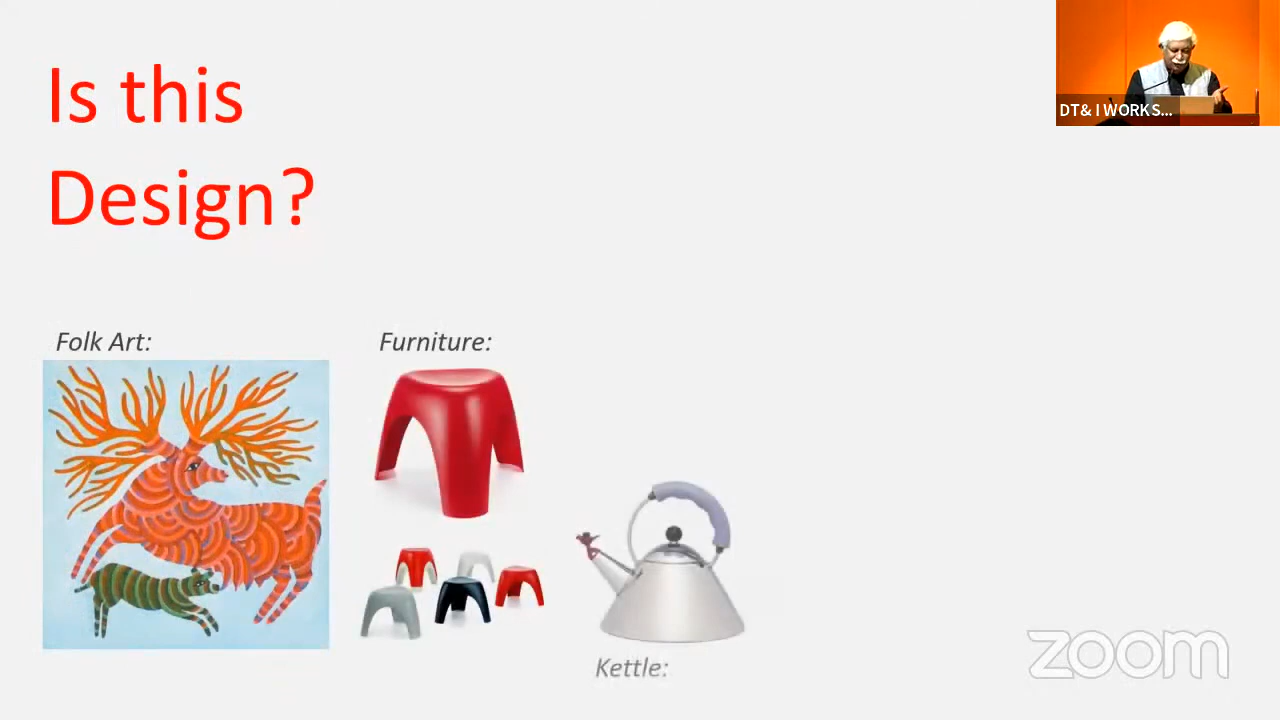 Is this
Design?
DT& I WORKS...
Folk Art:
Furniture:
Kettle:
zoom